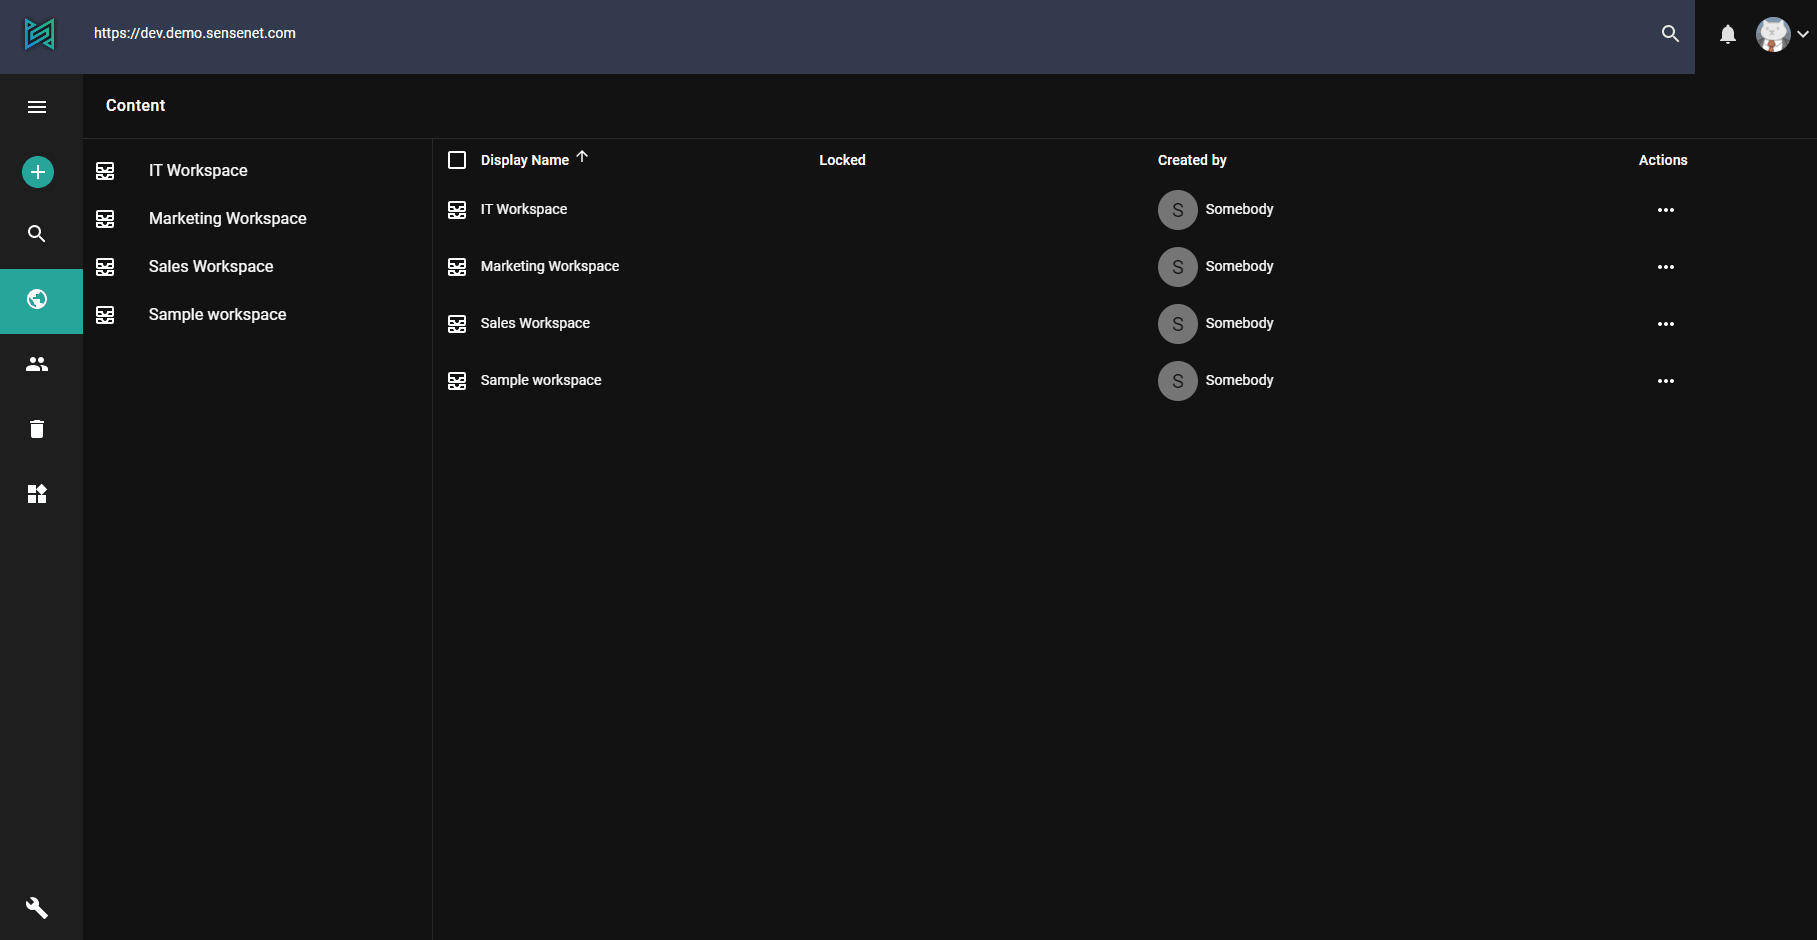 https://dev.demo.sensenet.com
Content
IT Workspace
Marketing Workspace
Sales Workspace
Sample workspace
Display Name Locked Created by Actions
IT Workspace S Somebody
Marketing Workspace S Somebody
Sales Workspace S Somebody
Sample workspace S Somebody